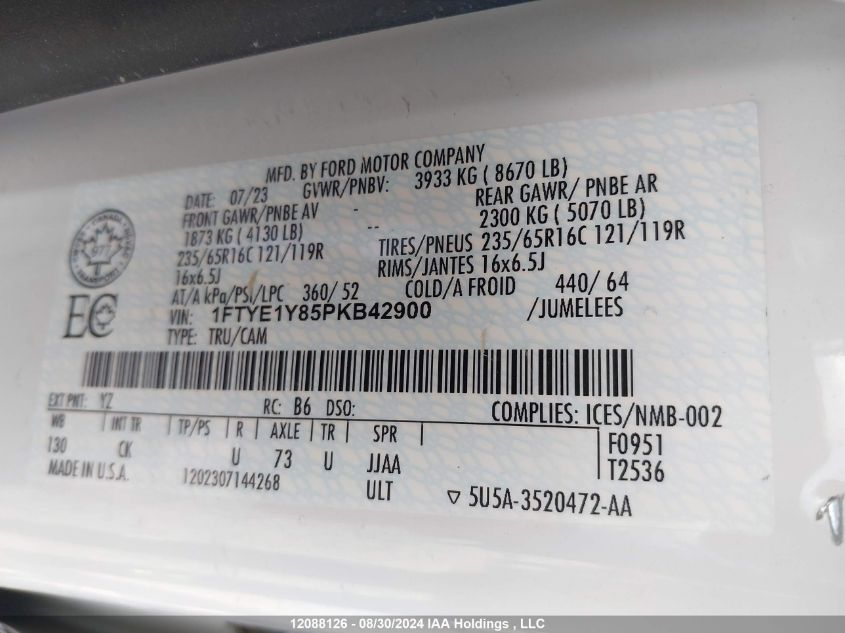 MFD. BY FORD MOTOR COMPANY
DATE: 07/23 GVWR/PNBV: 3933 KG ( 8670 LB)
FRONT GAWR/PNBE AV - REAR GAWR/ PNBE AR
1873 KG ( 4130 LB) -- 2300 KG ( 5070 LB)
235/65R16C 121/119R TIRES/PNEUS 235/65R16C 121/119R
16x6.5J RIMS/JANTES 16x6.5J
AT/A kPa/PSI/LPC 360/ 52 COLD/A FROID 440/ 64
VIN: 1FTYE1Y85PKB42900 /JUMELEES
TYPE: TRU/CAM
EC
CANADA
TRANSPORT
EXT PNT: YZ RC: B6 DSO: COMPLIES: ICES/NMB-002
WB INT TR TP/PS R AXLE TR SPR F0951
130 CK U 73 U JJAA T2536
MADE IN U.S.A. 1202307144268 ULT ▽ 5U5A-3520472-AA
12088126 - 08/30/2024 IAA Holdings , LLC